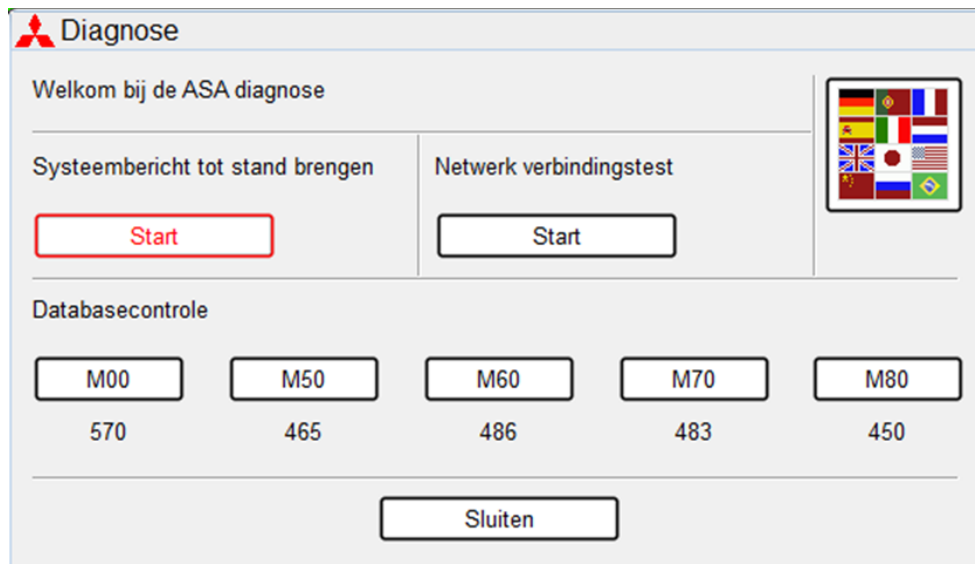 Diagnose
Welkom bij de ASA diagnose
Systeembericht tot stand brengen
Netwerk verbindingstest
Start
Start
Databasecontrole
M00 M50 M60 M70 M80
570 465 486 483 450
Sluiten